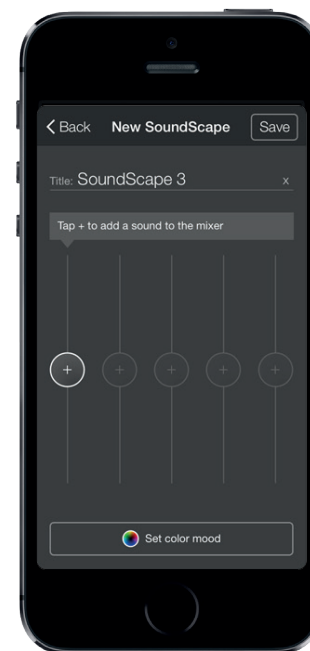 Back New SoundScape Save
Title: SoundScape 3 x
Tap + to add a sound to the mixer
+ + + + +
Set color mood